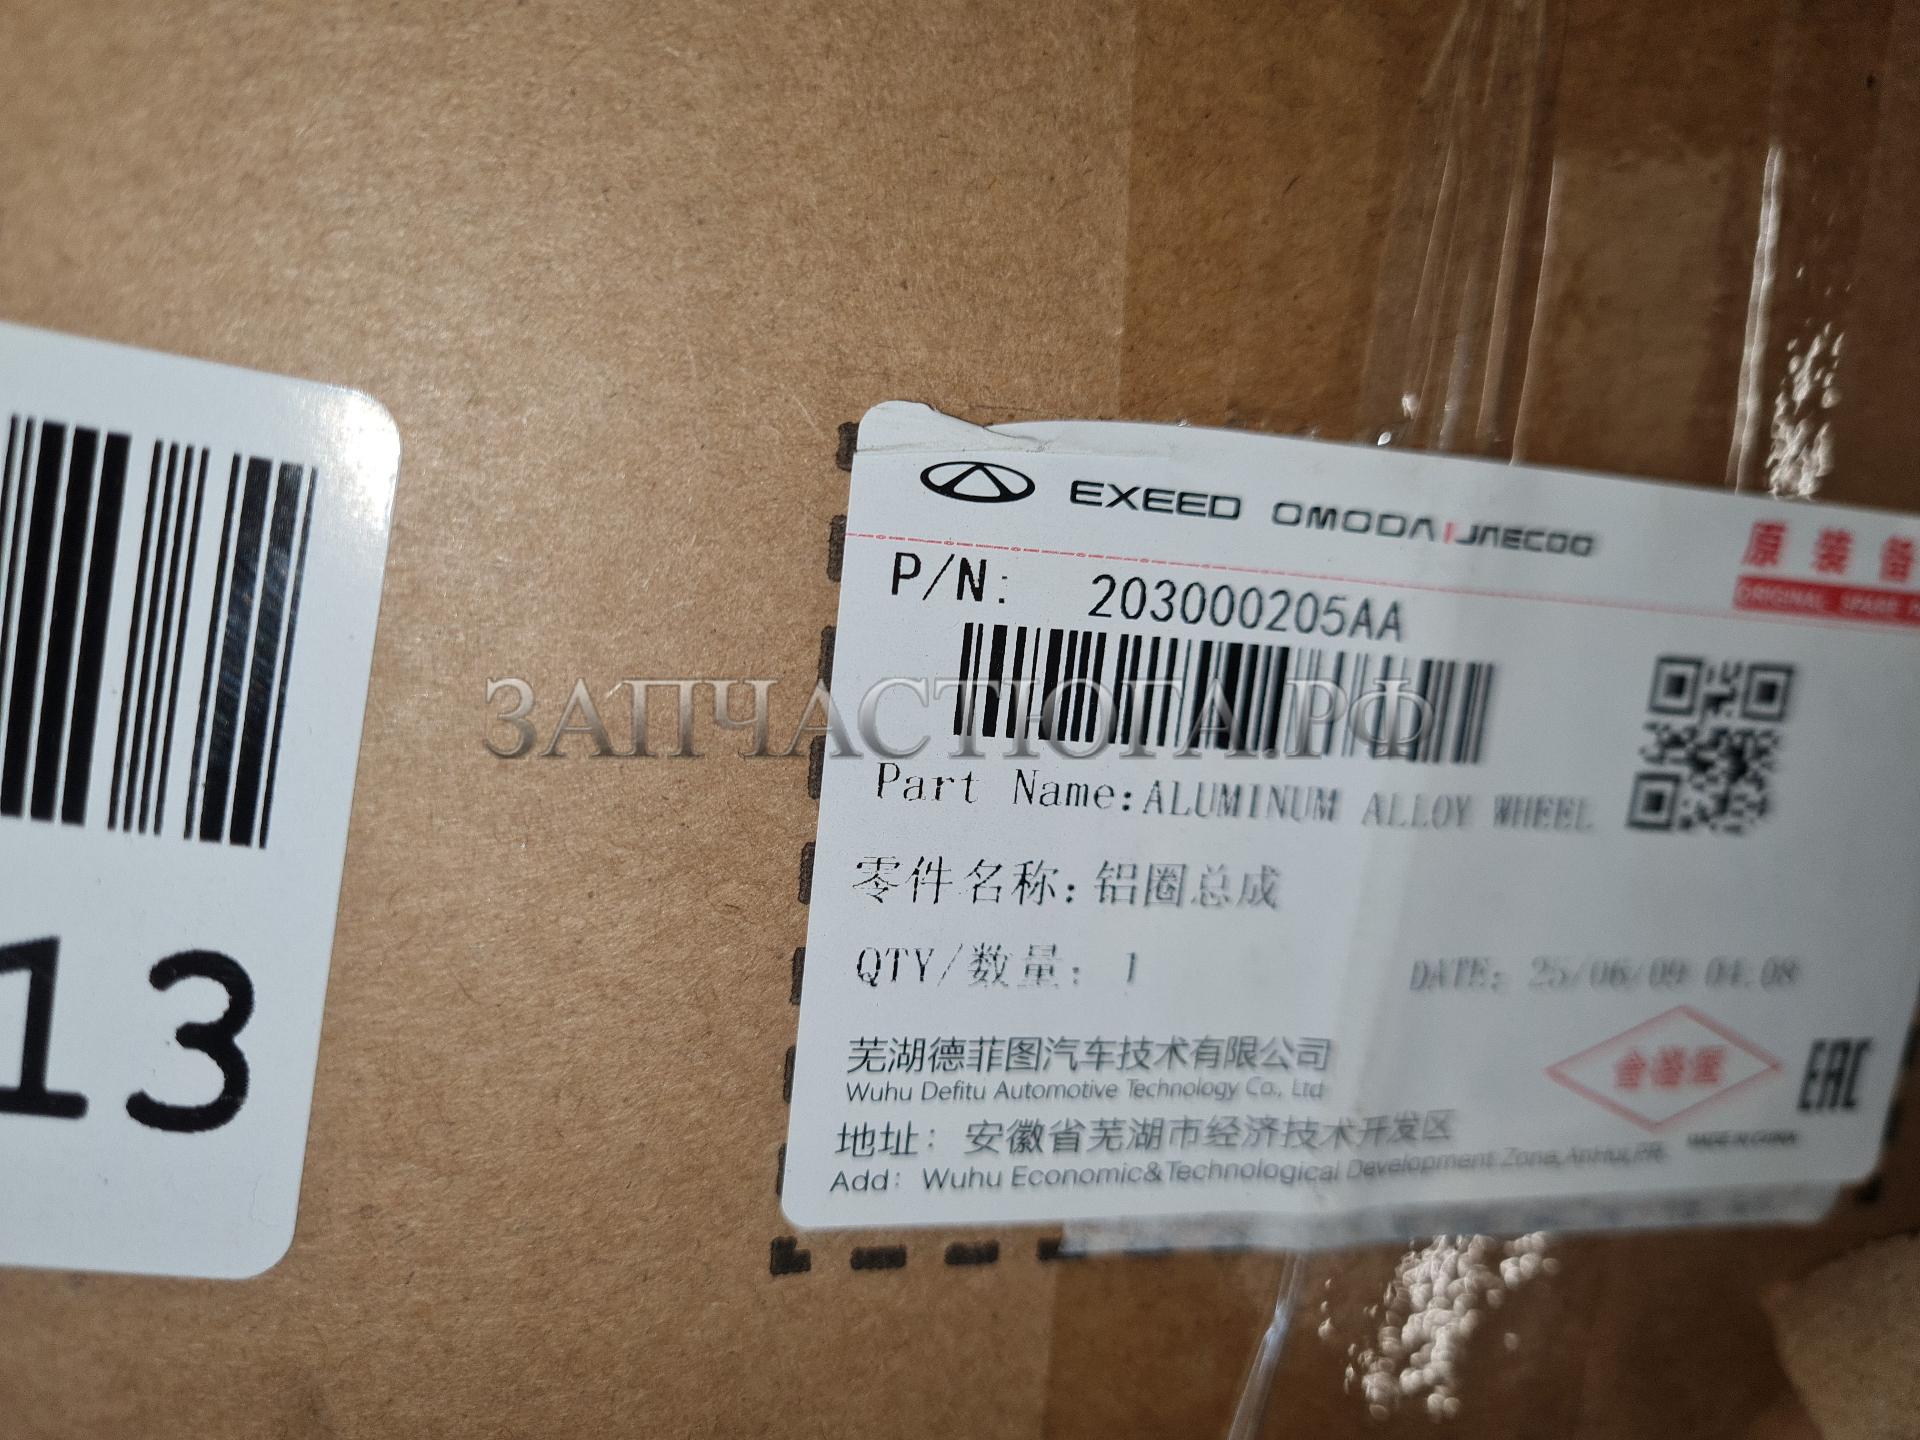 13
EXEED OMODA JAECOO
原装备
ORIGINAL SPARE
P/N: 203000205AA
ЗАПЧАСТЮГА.РФ
Part Name:ALUMINUM ALLOY WHEEL
零件名称:铝圈总成
QTY/数量: 1
DATE: 25/06/09 04:08
芜湖德菲图汽车技术有限公司
Wuhu Defitu Automotive Technology Co., Ltd
EAC
地址: 安徽省芜湖市经济技术开发区
MADE IN CHINA
Add: Wuhu Economic&Technological Development Zone, AnHui, P.R.